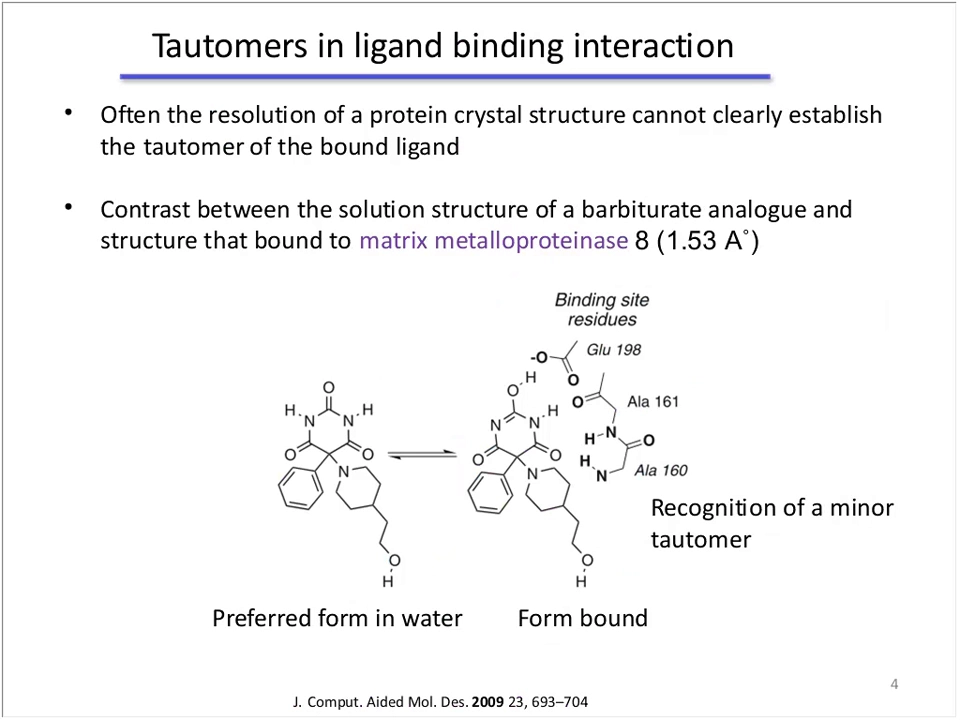 Tautomers in ligand binding interaction
• Often the resolution of a protein crystal structure cannot clearly establish
the tautomer of the bound ligand
• Contrast between the solution structure of a barbiturate analogue and
structure that bound to matrix metalloproteinase 8 (1.53 A˚)
Binding site
residues
-O
Glu 198
O
H
O
O
Ala 161
H-N
O
H
N
Ala 160
O
H
N
N
H
O
O
N
O
H
N
N
H
O
O
N
O
H
Recognition of a minor
tautomer
Preferred form in water
Form bound
4
J. Comput. Aided Mol. Des. 2009 23, 693–704